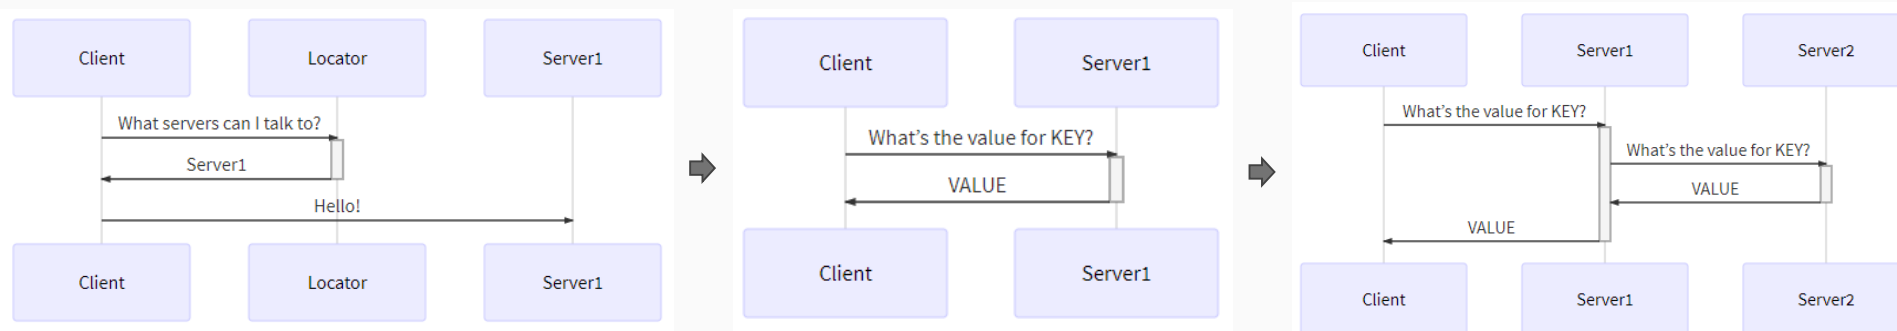 Client
Locator
Server1
What servers can I talk to?
Server1
Hello!
Client
Locator
Server1
Client
Server1
What's the value for KEY?
VALUE
Client
Server1
Client
Server1
Server2
What's the value for KEY?
What's the value for KEY?
VALUE
VALUE
Client
Server1
Server2